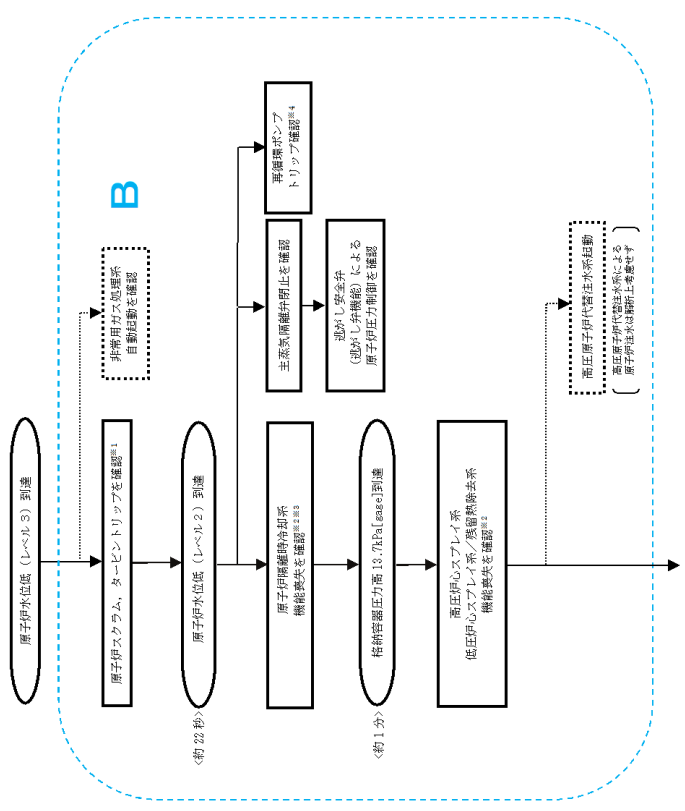 原子炉水位低（レベル３）到達
B
原子炉スクラム，タービントリップを確認※1
非常用ガス処理系
自動起動を確認
<約 22 秒>
原子炉水位低（レベル２）到達
原子炉隔離時冷却系
機能喪失を確認※2※3
主蒸気隔離弁閉止を確認
再循環ポンプ
トリップ確認※4
逃がし安全弁
（逃がし弁機能）による
原子炉圧力制御を確認
<約 1 分>
格納容器圧力高 13.7kPa[gage]到達
高圧炉心スプレイ系
低圧炉心スプレイ系／残留熱除去系
機能喪失を確認※2
高圧原子炉代替注水系起動
高圧原子炉代替注水系による
原子炉注水は解析上考慮せず